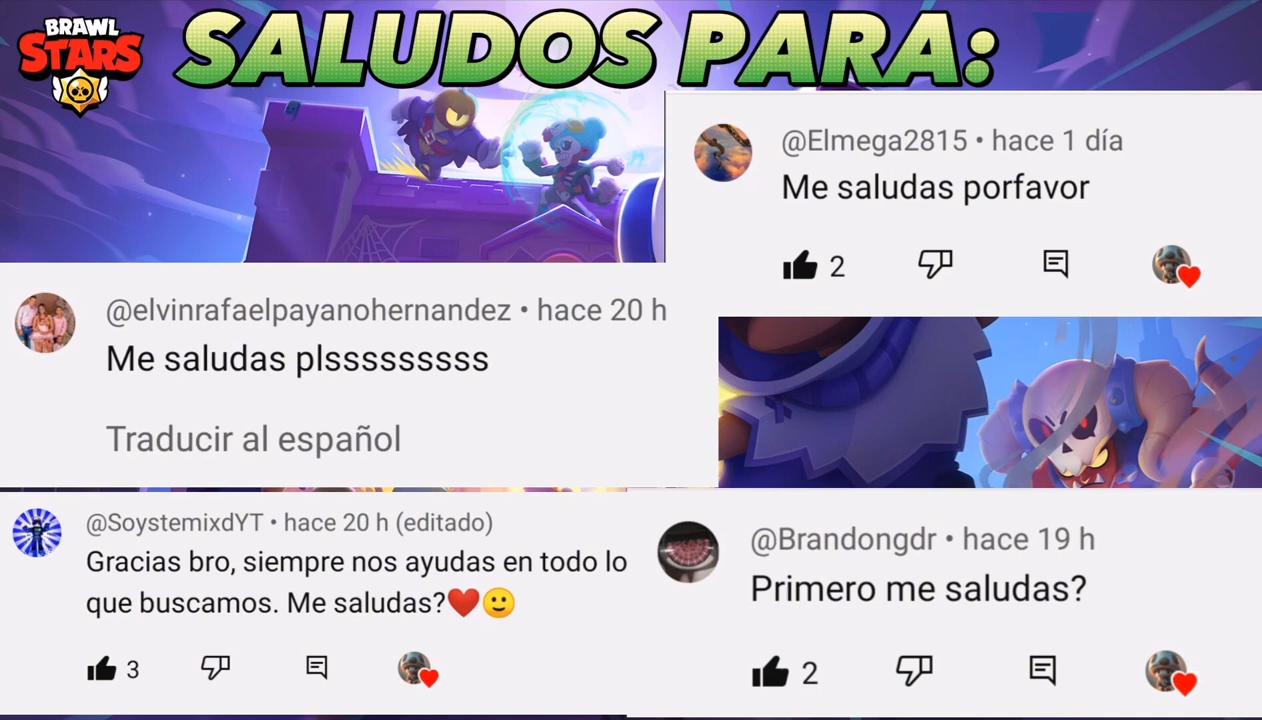 BRAWL
STARS
SALUDOS PARA:
@Elmega2815 • hace 1 día
Me saludas porfavor
2
@elvinrafaelpayanohernandez • hace 20 h
Me saludas plsssssssss
Traducir al español
@SoystemixdYT • hace 20 h (editado)
Gracias bro, siempre nos ayudas en todo lo
que buscamos. Me saludas?❤️🙂
3
@Brandongdr • hace 19 h
Primero me saludas?
2